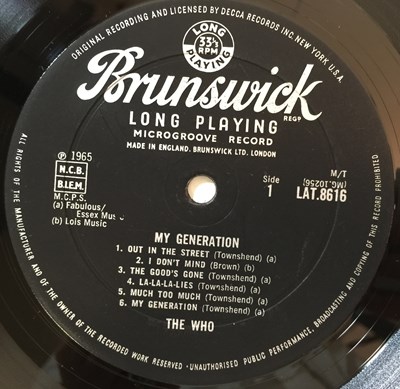 ORIGINAL RECORDING AND LICENSED BY DECCA RECORDS INC. NEW YORK. U.S.A.
LONG
33⅓
RPM
PLAYING
Brunswick
REGD
LONG PLAYING
MICROGROOVE RECORD
MADE IN ENGLAND. BRUNSWICK LTD. LONDON
℗ 1965
N.C.B.
B.I.E.M.
M.C.P.S.
(a) Fabulous/
Essex Music
(b) Lois Music
Side
1
M/T
(MG.10256)
LAT.8616
MY GENERATION
1. OUT IN THE STREET (Townshend) (a)
2. I DON'T MIND (Brown) (b)
3. THE GOOD'S GONE (Townshend) (a)
4. LA-LA-LA-LIES (Townshend) (a)
5. MUCH TOO MUCH (Townshend) (a)
6. MY GENERATION (Townshend) (a)
THE WHO
ALL RIGHTS OF THE MANUFACTURER AND OF THE OWNER OF THE RECORDED WORK RESERVED · UNAUTHORISED PUBLIC PERFORMANCE, BROADCASTING AND COPYING OF THIS RECORD PROHIBITED